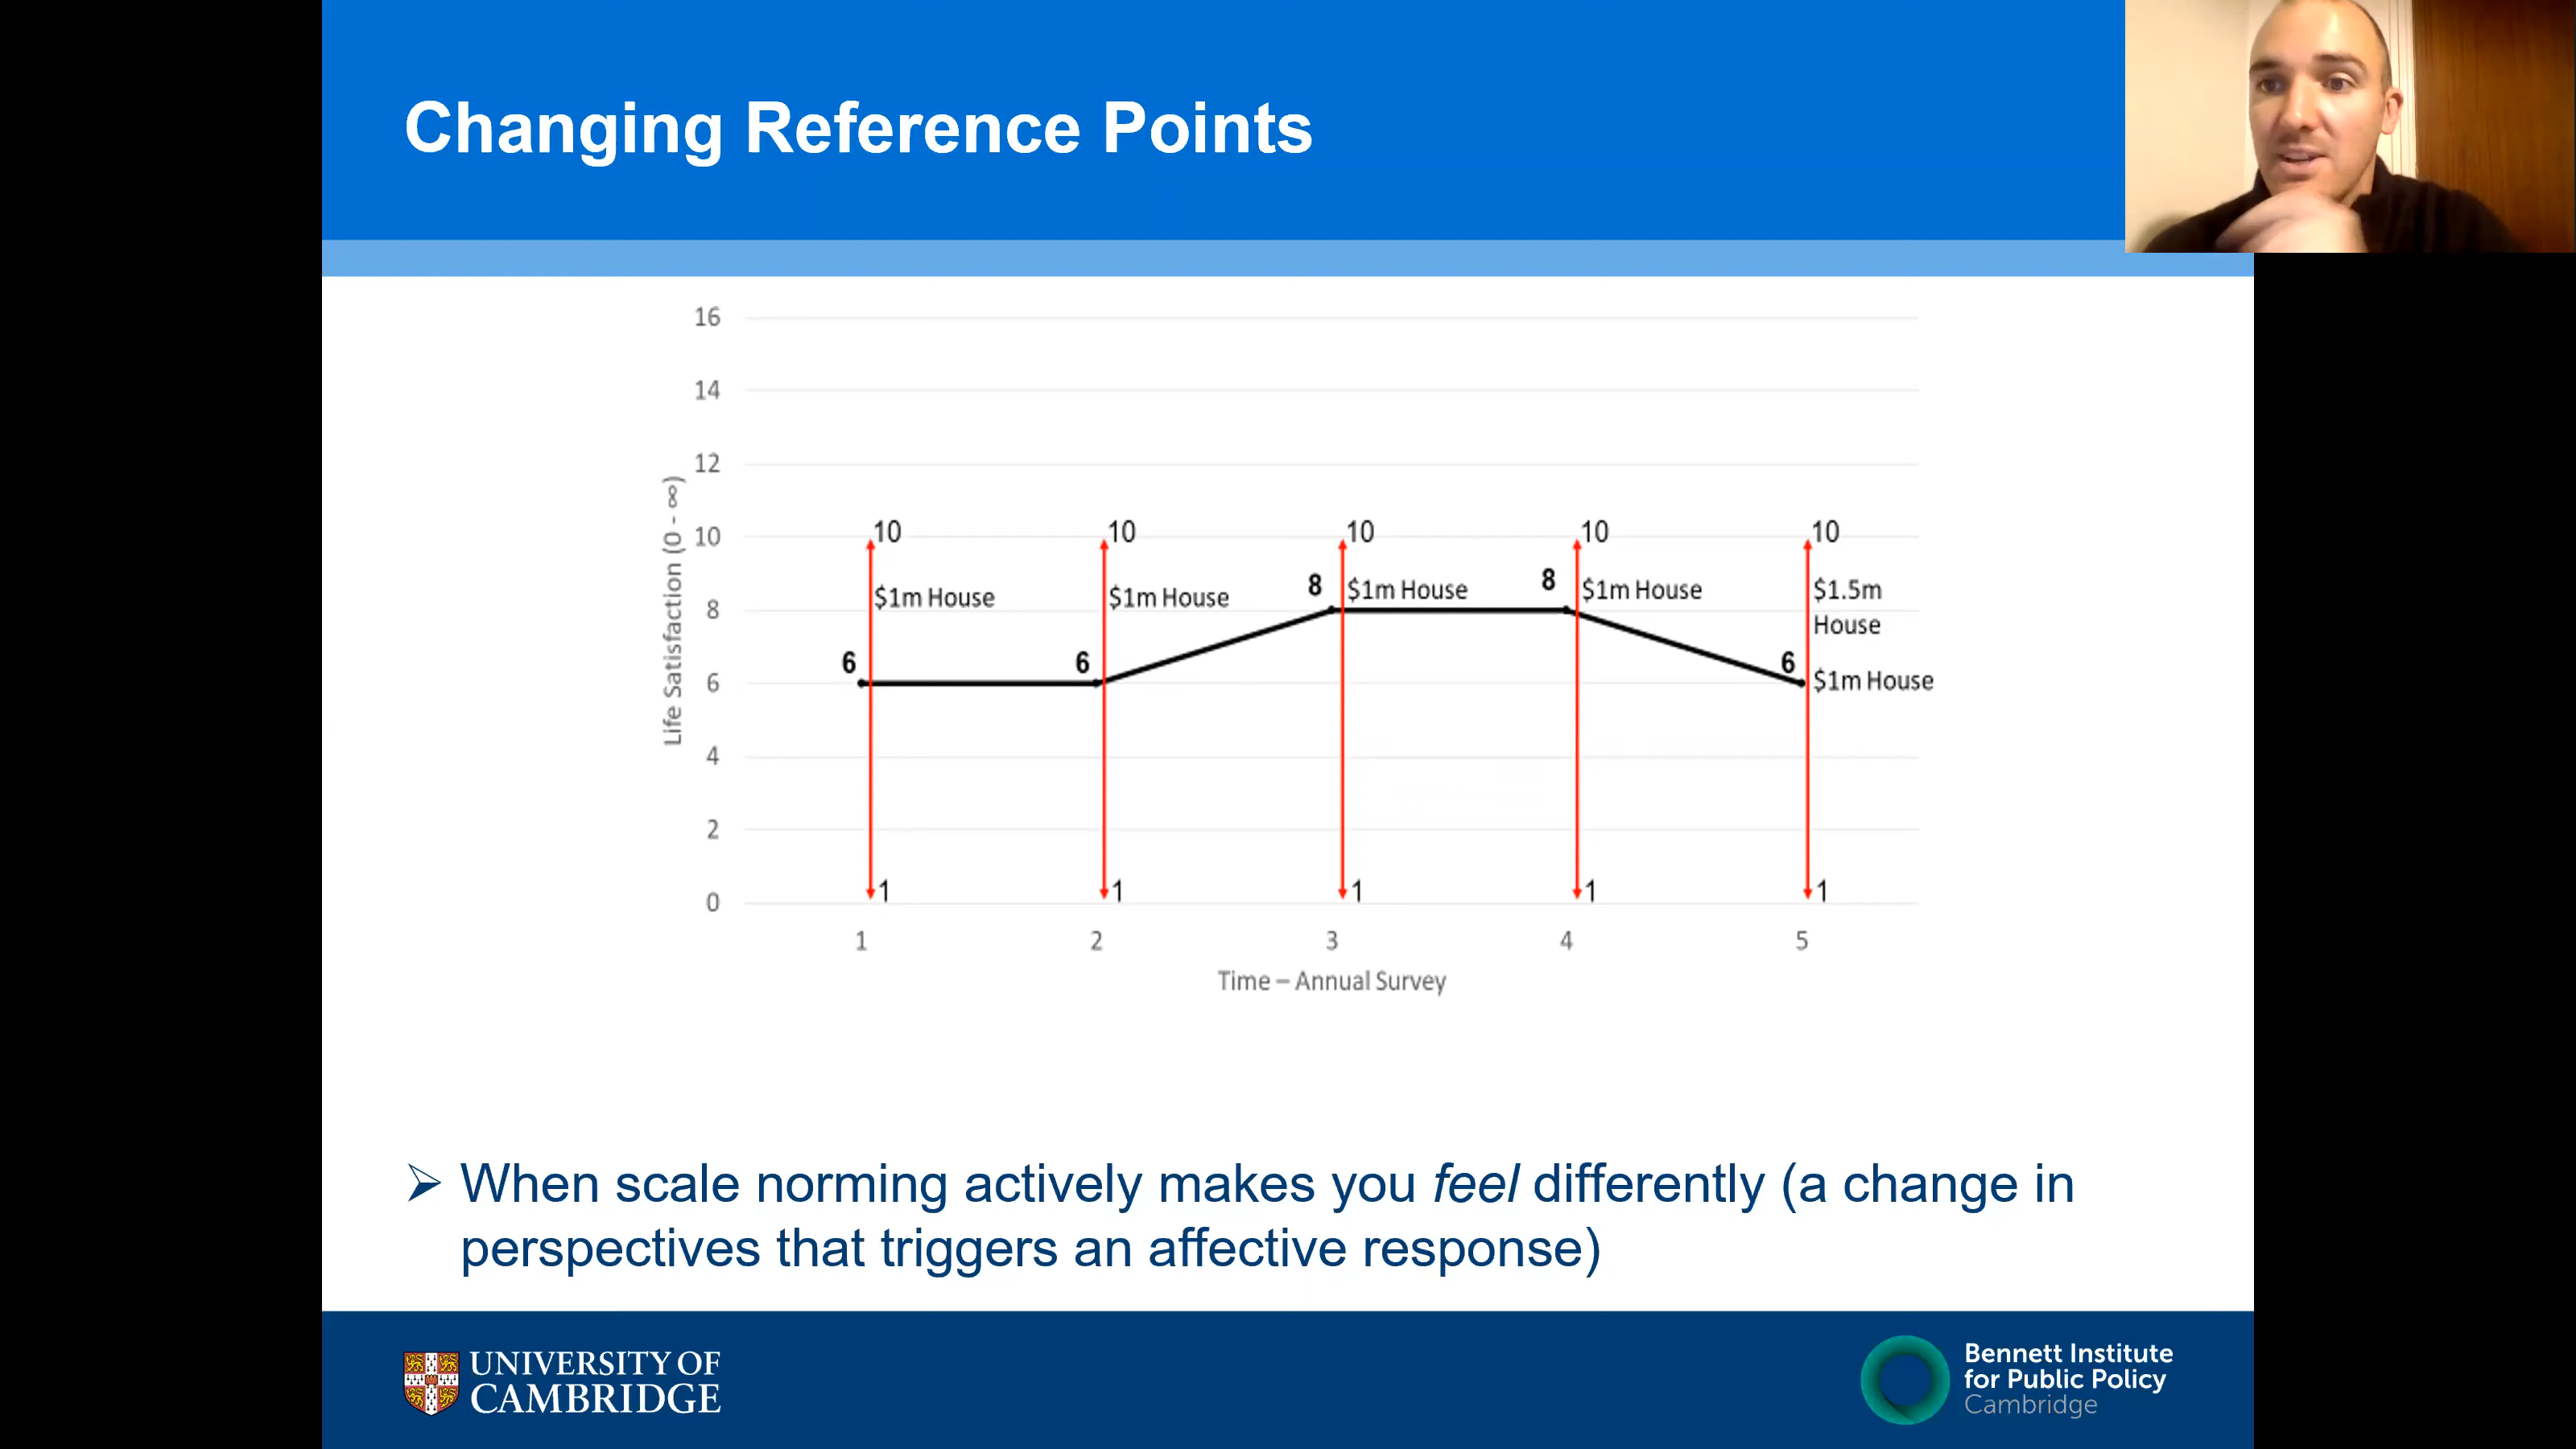 Changing Reference Points
16
14
12
10
8
6
4
2
0
Life Satisfaction (0 - ∞)
10
10
10
10
10
$1m House
$1m House
8
$1m House
8
$1m House
$1.5m
House
6
6
6
$1m House
1
1
1
1
1
1
2
3
4
5
Time – Annual Survey
➢ When scale norming actively makes you feel differently (a change in
perspectives that triggers an affective response)
UNIVERSITY OF
CAMBRIDGE
Bennett Institute
for Public Policy
Cambridge